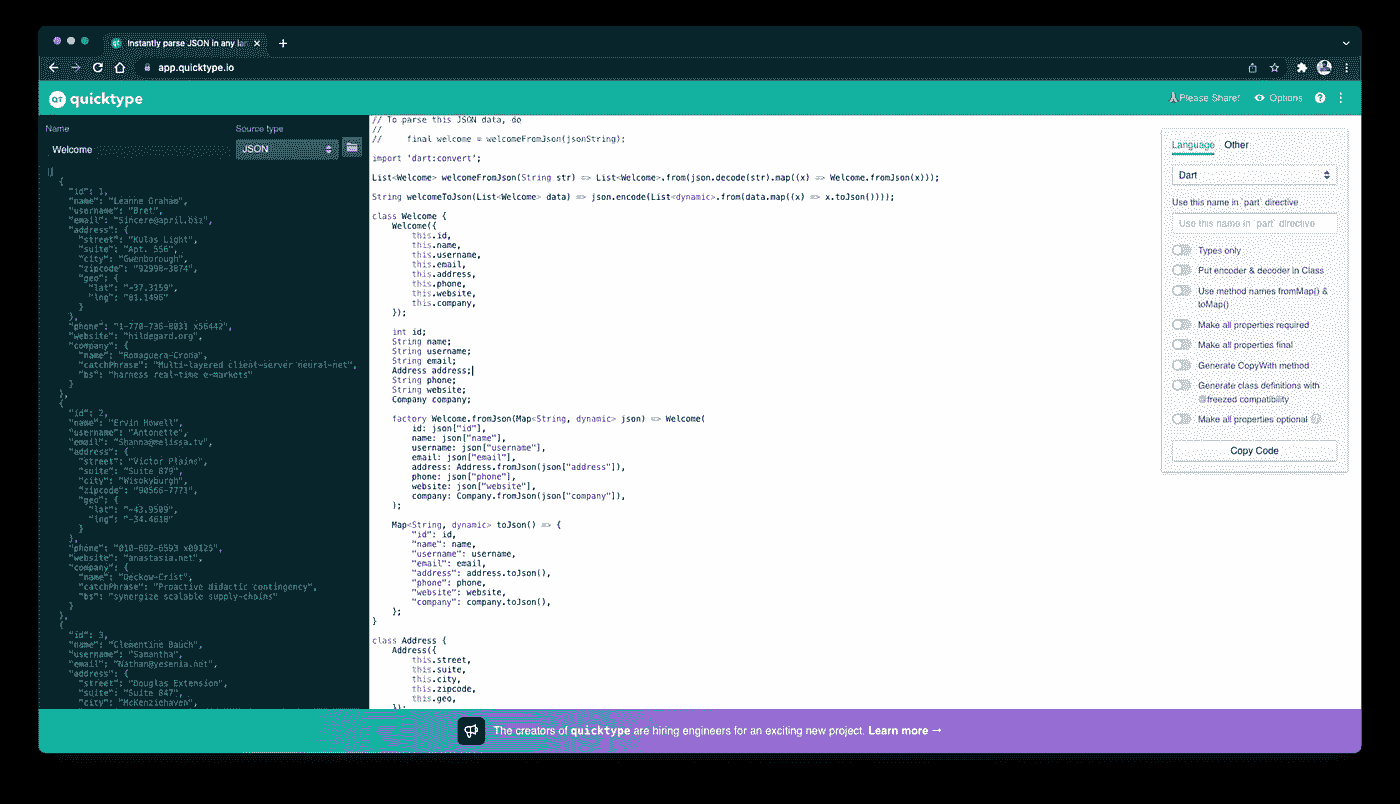 Instantly parse JSON in any lan
app.quicktype.io
QT quicktype
Please Share!
Options
Name
Source type
Welcome
JSON
[
{
"id": 1,
"name": "Leanne Graham",
"username": "Bret",
"email": "Sincere@april.biz",
"address": {
"street": "Kulas Light",
"suite": "Apt. 556",
"city": "Gwenborough",
"zipcode": "92998-3874",
"geo": {
"lat": "-37.3159",
"lng": "81.1496"
}
},
"phone": "1-770-736-8031 x56442",
"website": "hildegard.org",
"company": {
"name": "Romaguera-Crona",
"catchPhrase": "Multi-layered client-server neural-net",
"bs": "harness real-time e-markets"
}
},
{
"id": 2,
"name": "Ervin Howell",
"username": "Antonette",
"email": "Shanna@melissa.tv",
"address": {
"street": "Victor Plains",
"suite": "Suite 879",
"city": "Wisokyburgh",
"zipcode": "90566-7771",
"geo": {
"lat": "-43.9509",
"lng": "-34.4618"
}
},
"phone": "010-692-6593 x09125",
"website": "anastasia.net",
"company": {
"name": "Deckow-Crist",
"catchPhrase": "Proactive didactic contingency",
"bs": "synergize scalable supply-chains"
}
},
{
"id": 3,
"name": "Clementine Bauch",
"username": "Samantha",
"email": "Nathan@yesenia.net",
"address": {
"street": "Douglas Extension",
"suite": "Suite 847",
"city": "McKenziehaven",
// To parse this JSON data, do
//
// final welcome = welcomeFromJson(jsonString);
import 'dart:convert';
List<Welcome> welcomeFromJson(String str) => List<Welcome>.from(json.decode(str).map((x) => Welcome.fromJson(x)));
String welcomeToJson(List<Welcome> data) => json.encode(List<dynamic>.from(data.map((x) => x.toJson())));
class Welcome {
Welcome({
this.id,
this.name,
this.username,
this.email,
this.address,
this.phone,
this.website,
this.company,
});
int id;
String name;
String username;
String email;
Address address;
String phone;
String website;
Company company;
factory Welcome.fromJson(Map<String, dynamic> json) => Welcome(
id: json["id"],
name: json["name"],
username: json["username"],
email: json["email"],
address: Address.fromJson(json["address"]),
phone: json["phone"],
website: json["website"],
company: Company.fromJson(json["company"]),
);
Map<String, dynamic> toJson() => {
"id": id,
"name": name,
"username": username,
"email": email,
"address": address.toJson(),
"phone": phone,
"website": website,
"company": company.toJson(),
};
}
class Address {
Address({
this.street,
this.suite,
this.city,
this.zipcode,
this.geo,
});
Language Other
Dart
Use this name in `part` directive
Use this name in `part` directive
Types only
Put encoder & decoder in Class
Use method names fromMap() &
toMap()
Make all properties required
Make all properties final
Generate CopyWith method
Generate class definitions with
@freezed compatibility
Make all properties optional
Copy Code
The creators of quicktype are hiring engineers for an exciting new project. Learn more →